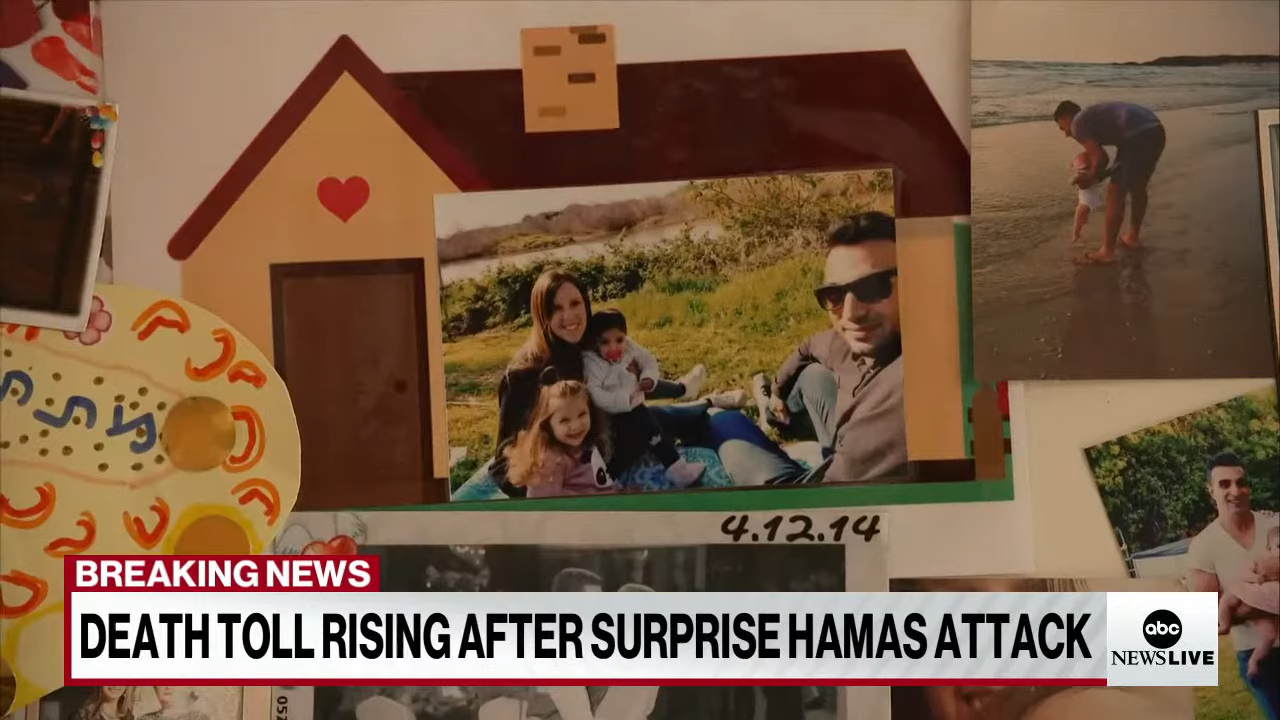 4.12.14
BREAKING NEWS
DEATH TOLL RISING AFTER SURPRISE HAMAS ATTACK
abc
NEWS LIVE